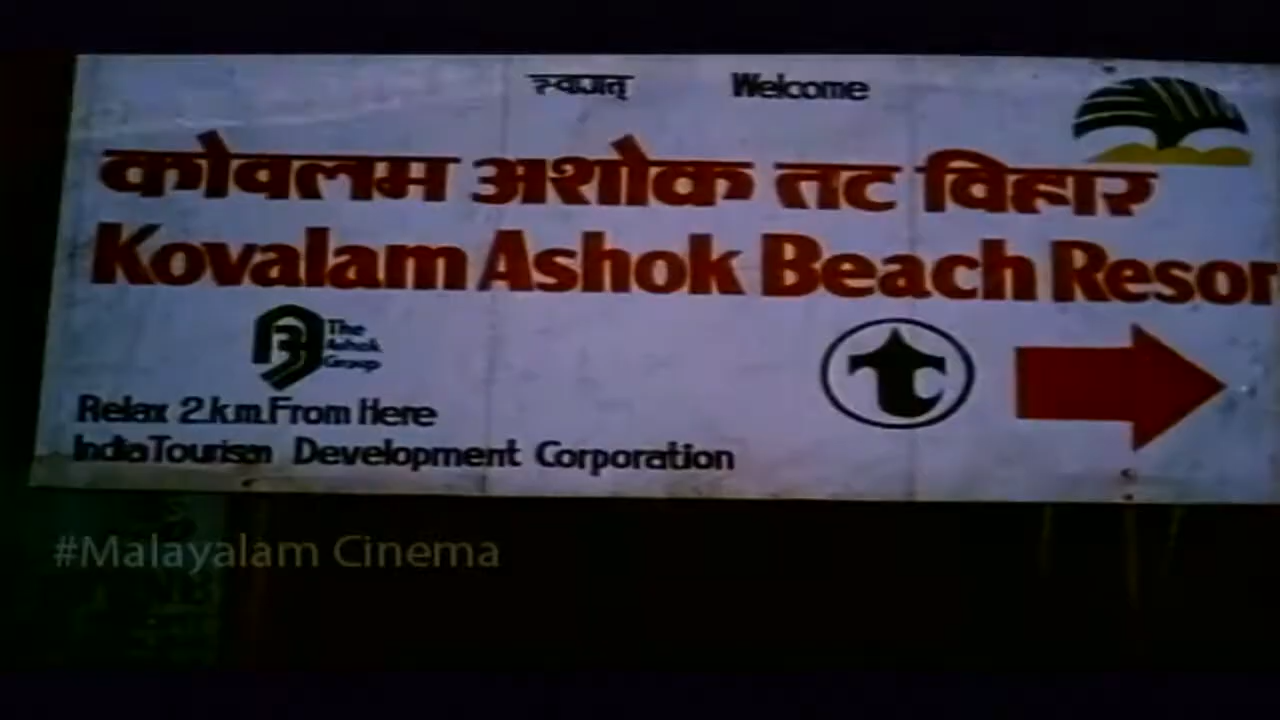 स्वागत् Welcome
कोवलम अशोक तट विहार
Kovalam Ashok Beach Resor
The
Ashok
Group
Relax 2.k.m.From Here
India Tourism Development Corporation
#Malayalam Cinema